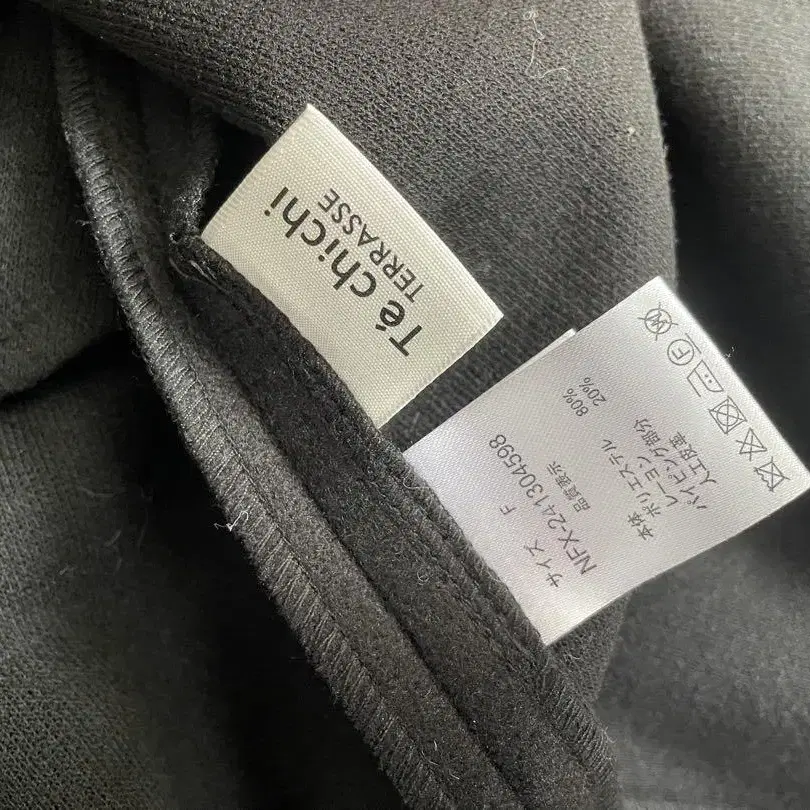 Té chichi
TERRASSE
サイズ F
NFX-241304598
品質表示
本体
ポリエステル 80%
レーヨン 20%
パイピング部分
人工皮革
F